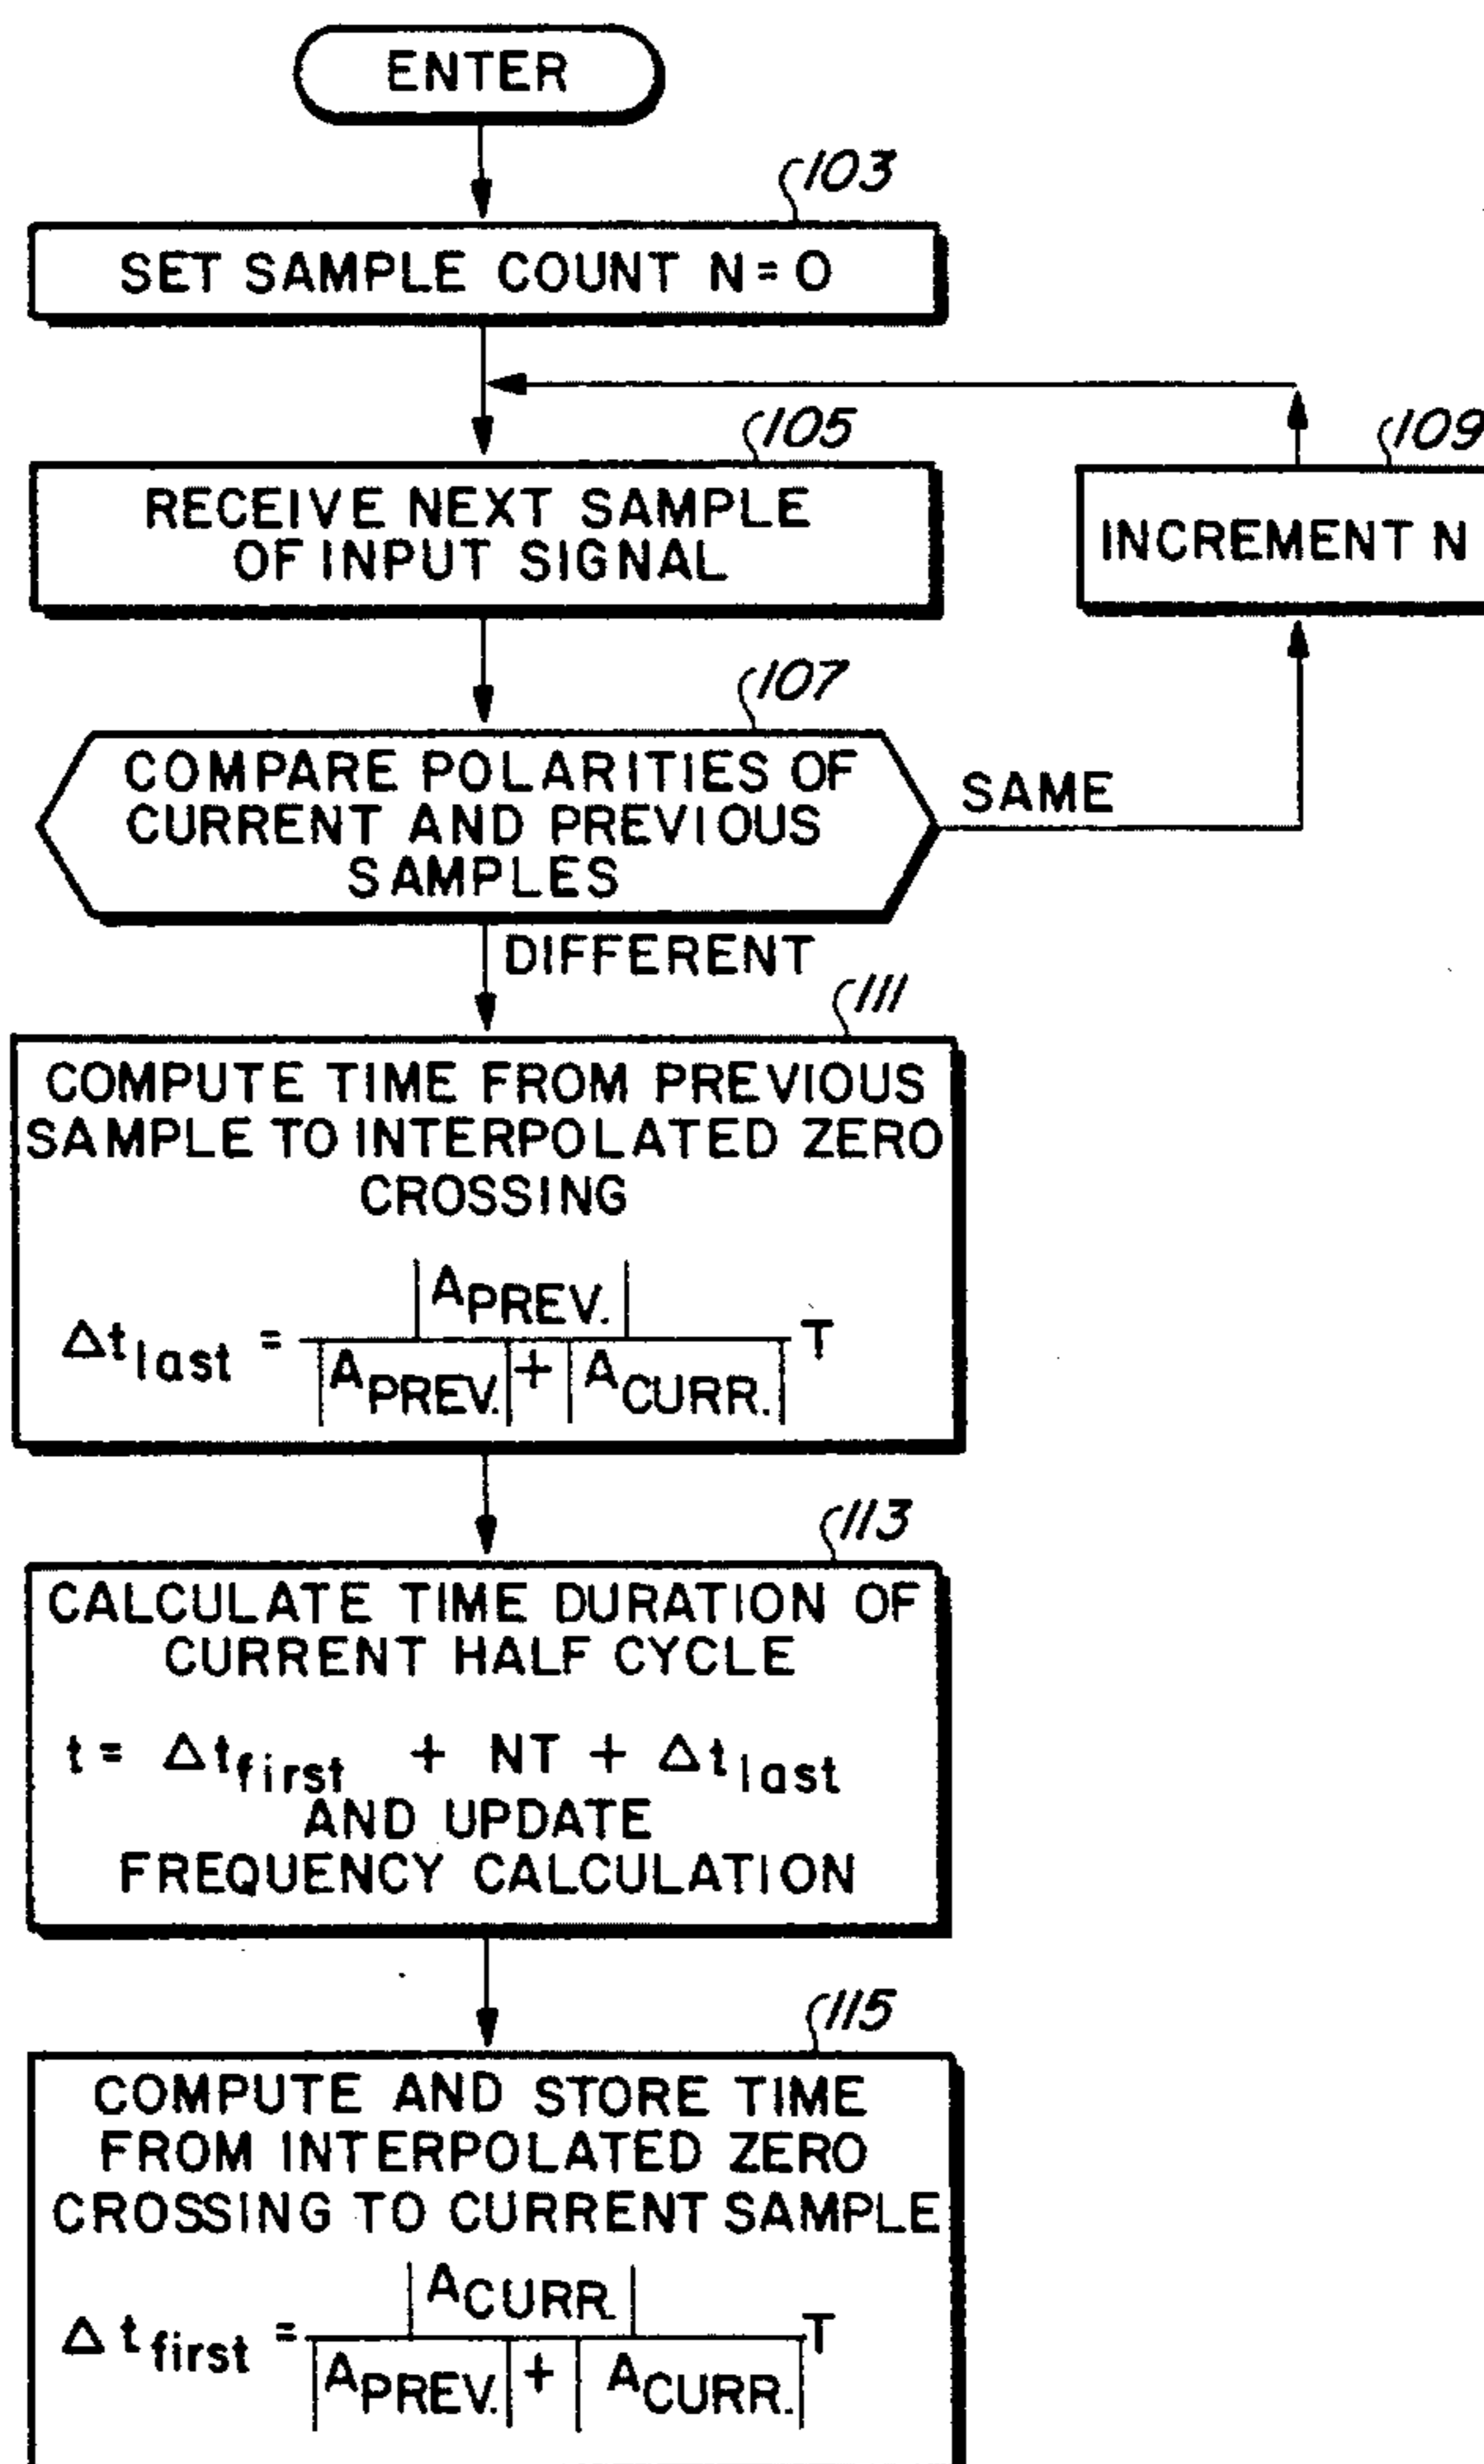 ENTER
103
SET SAMPLE COUNT N = 0
105
RECEIVE NEXT SAMPLE
OF INPUT SIGNAL
109
INCREMENT N
107
COMPARE POLARITIES OF
CURRENT AND PREVIOUS
SAMPLES
SAME
DIFFERENT
111
COMPUTE TIME FROM PREVIOUS
SAMPLE TO INTERPOLATED ZERO
CROSSING
|APREV.|
Δtlast = T
|APREV.| + |ACURR.|
113
CALCULATE TIME DURATION OF
CURRENT HALF CYCLE
t = Δtfirst + NT + Δtlast
AND UPDATE
FREQUENCY CALCULATION
115
COMPUTE AND STORE TIME
FROM INTERPOLATED ZERO
CROSSING TO CURRENT SAMPLE
|ACURR.|
Δtfirst = T
|APREV.| + |ACURR.|